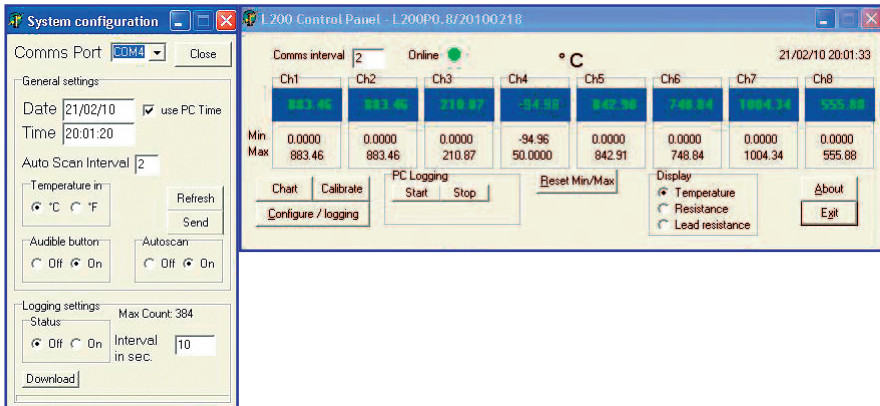 System configuration
Comms Port COM4 Close
General settings
Date 21/02/10 use PC Time
Time 20:01:20
Auto Scan Interval 2
Temperature in
°C °F
Refresh
Send
Audible button
Off On
Autoscan
Off On
Logging settings
Max Count: 384
Status
Off On
Interval in sec. 10
Download
L200 Control Panel - L200P0.8/20100218
Comms interval 2 Online °C 21/02/10 20:01:33
Ch1 Ch2 Ch3 Ch4 Ch5 Ch6 Ch7 Ch8
883.46 883.46 210.87 -94.98 842.90 748.84 1004.34 555.88
Min 0.0000 0.0000 0.0000 -94.96 0.0000 0.0000 0.0000 0.0000
Max 883.46 883.46 210.87 50.0000 842.91 748.84 1004.34 555.88
Chart Calibrate
Configure / logging
PC Logging
Start Stop
Reset Min/Max
Display
Temperature
Resistance
Lead resistance
About
Exit